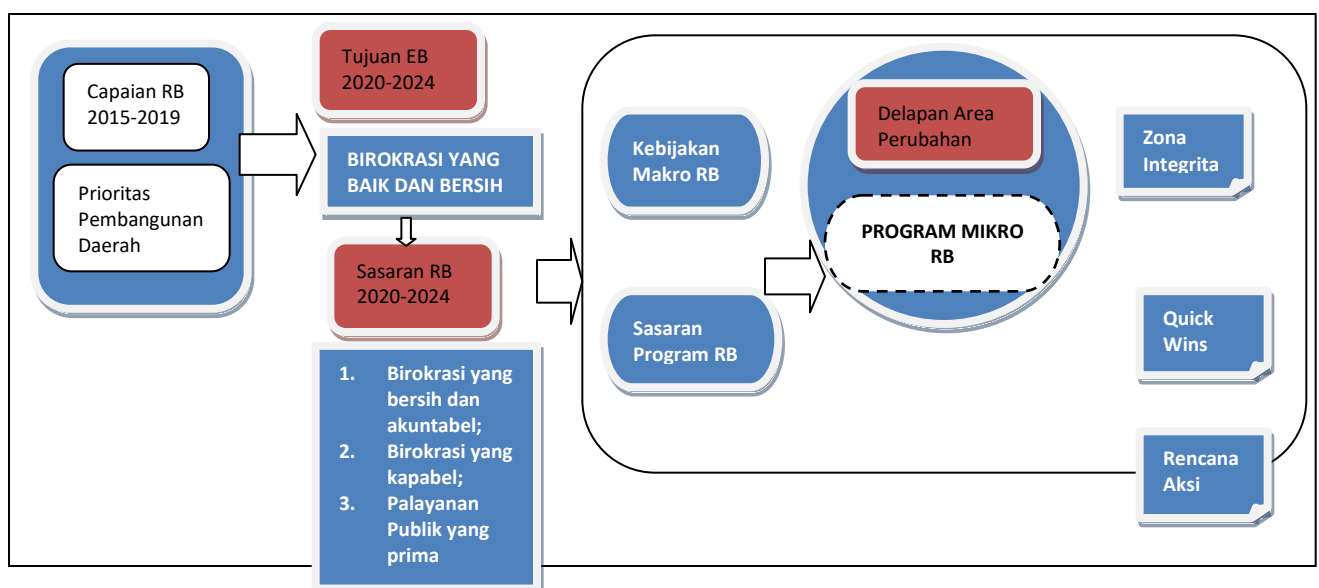 Capaian RB
2015-2019
Prioritas
Pembangunan
Daerah
Tujuan EB
2020-2024
BIROKRASI YANG
BAIK DAN BERSIH
Sasaran RB
2020-2024
1. Birokrasi yang
bersih dan
akuntabel;
2. Birokrasi yang
kapabel;
3. Palayanan
Publik yang
prima
Kebijakan
Makro RB
Sasaran
Program RB
Delapan Area
Perubahan
PROGRAM MIKRO
RB
Zona
Integrita
Quick
Wins
Rencana
Aksi